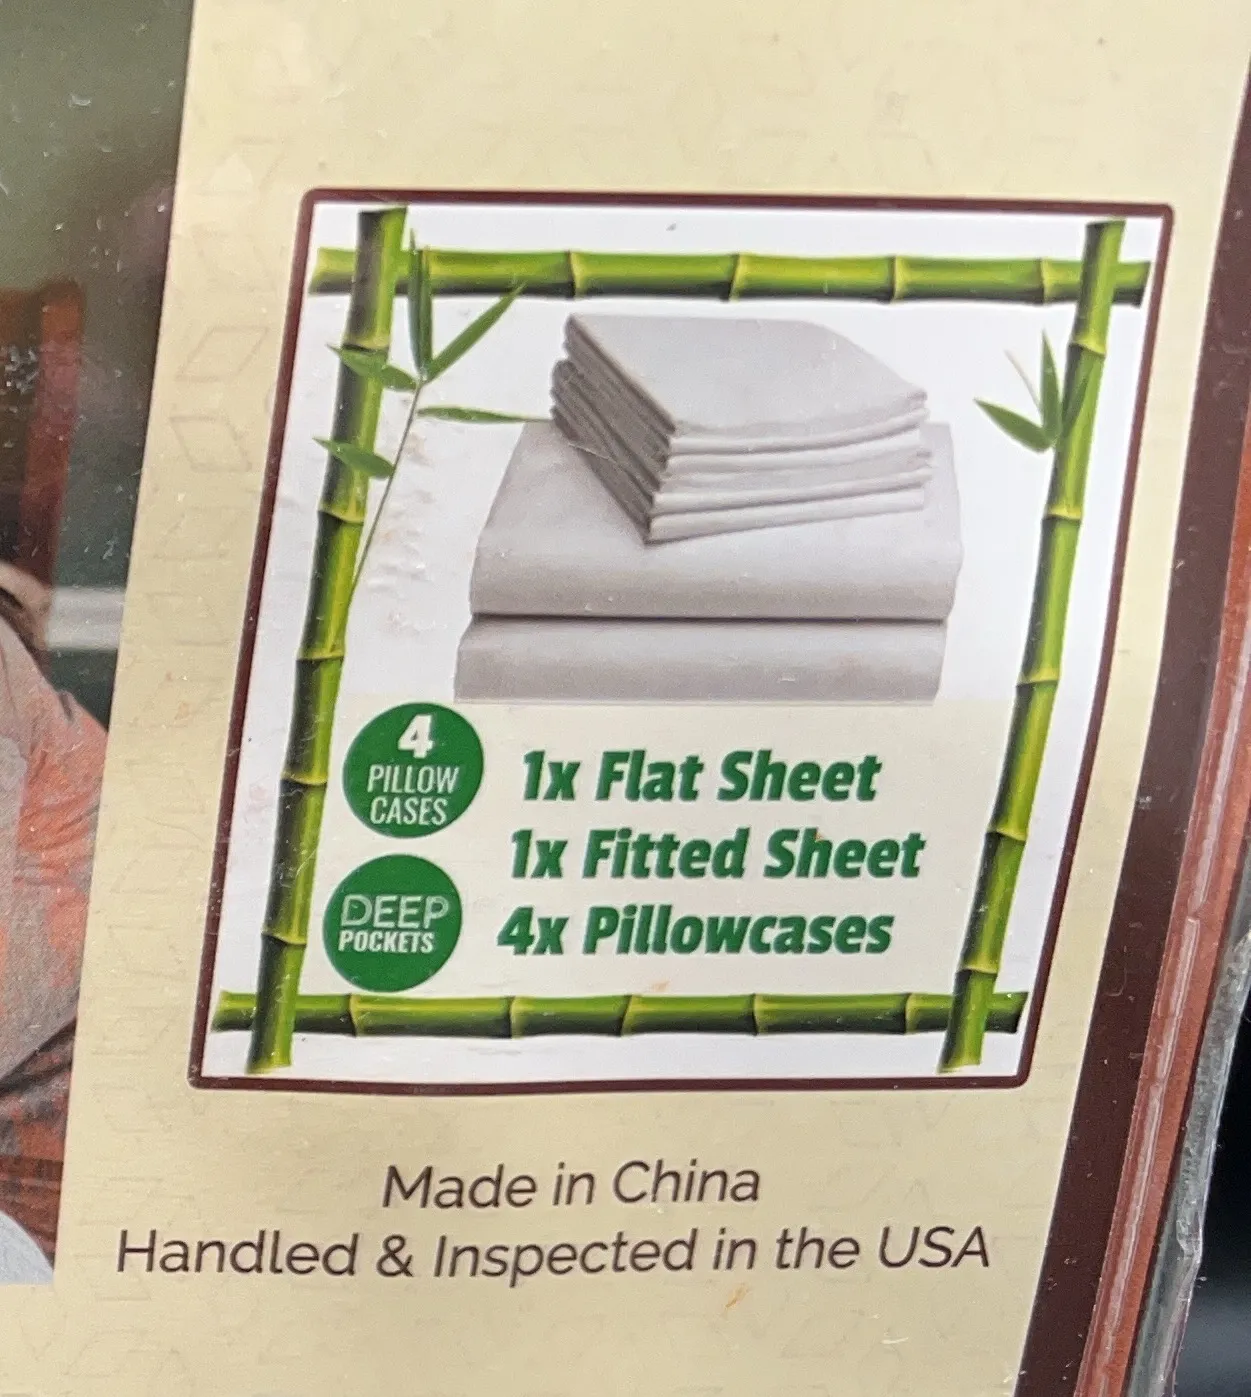 4
PILLOW
CASES
DEEP
POCKETS
1x Flat Sheet
1x Fitted Sheet
4x Pillowcases
Made in China
Handled & Inspected in the USA